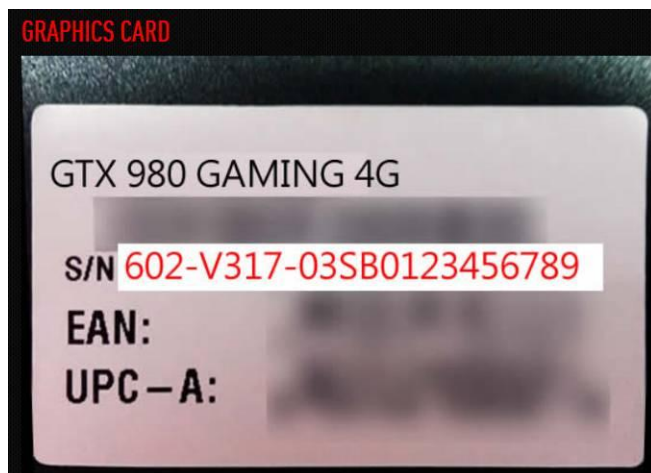 GRAPHICS CARD
GTX 980 GAMING 4G
S/N 602-V317-03SB0123456789
EAN:
UPC-A: